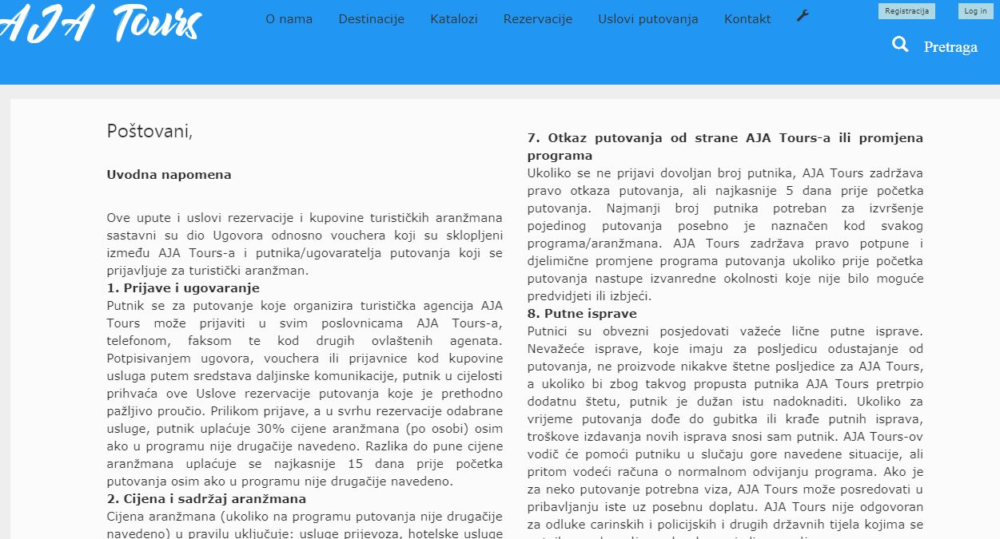 AJA Tours
O nama Destinacije Katalozi Rezervacije Uslovi putovanja Kontakt
Registracija Log in
Pretraga
Poštovani,
Uvodna napomena
Ove upute i uslovi rezervacije i kupovine turističkih aranžmana
sastavni su dio Ugovora odnosno vouchera koji su sklopljeni
između AJA Tours-a i putnika/ugovaratelja putovanja koji se
prijavljuje za turistički aranžman.
1. Prijave i ugovaranje
Putnik se za putovanje koje organizira turistička agencija AJA
Tours može prijaviti u svim poslovnicama AJA Tours-a,
telefonom, faksom te kod drugih ovlaštenih agenata.
Potpisivanjem ugovora, vouchera ili prijavnice kod kupovine
usluga putem sredstava daljinske komunikacije, putnik u cijelosti
prihvaća ove Uslove rezervacije putovanja koje je prethodno
pažljivo proučio. Prilikom prijave, a u svrhu rezervacije odabrane
usluge, putnik uplaćuje 30% cijene aranžmana (po osobi) osim
ako u programu nije drugačije navedeno. Razlika do pune cijene
aranžmana uplaćuje se najkasnije 15 dana prije početka
putovanja osim ako u programu nije drugačije navedeno.
2. Cijena i sadržaj aranžmana
Cijena aranžmana (ukoliko na programu putovanja nije drugačije
navedeno) u pravilu uključuje: usluge prijevoza, hotelske usluge
7. Otkaz putovanja od strane AJA Tours-a ili promjena
programa
Ukoliko se ne prijavi dovoljan broj putnika, AJA Tours zadržava
pravo otkaza putovanja, ali najkasnije 5 dana prije početka
putovanja. Najmanji broj putnika potreban za izvršenje
pojedinog putovanja posebno je naznačen kod svakog
programa/aranžmana. AJA Tours zadržava pravo potpune i
djelimične promjene programa putovanja ukoliko prije početka
putovanja nastupe izvanredne okolnosti koje nije bilo moguće
predvidjeti ili izbjeći.
8. Putne isprave
Putnici su obvezni posjedovati važeće lične putne isprave.
Nevažeće isprave, koje imaju za posljedicu odustajanje od
putovanja, ne proizvode nikakve štetne posljedice za AJA Tours,
a ukoliko bi zbog takvog propusta putnika AJA Tours pretrpio
dodatnu štetu, putnik je dužan istu nadoknaditi. Ukoliko za
vrijeme putovanja dođe do gubitka ili krađe putnih isprava,
troškove izdavanja novih isprava snosi sam putnik. AJA Tours-ov
vodič će pomoći putniku u slučaju gore navedene situacije, ali
pritom vodeći računa o normalnom odvijanju programa. Ako je
za neko putovanje potrebna viza, AJA Tours može posredovati u
pribavljanju iste uz posebnu doplatu. AJA Tours nije odgovoran
za odluke carinskih i policijskih i drugih državnih tijela kojima se